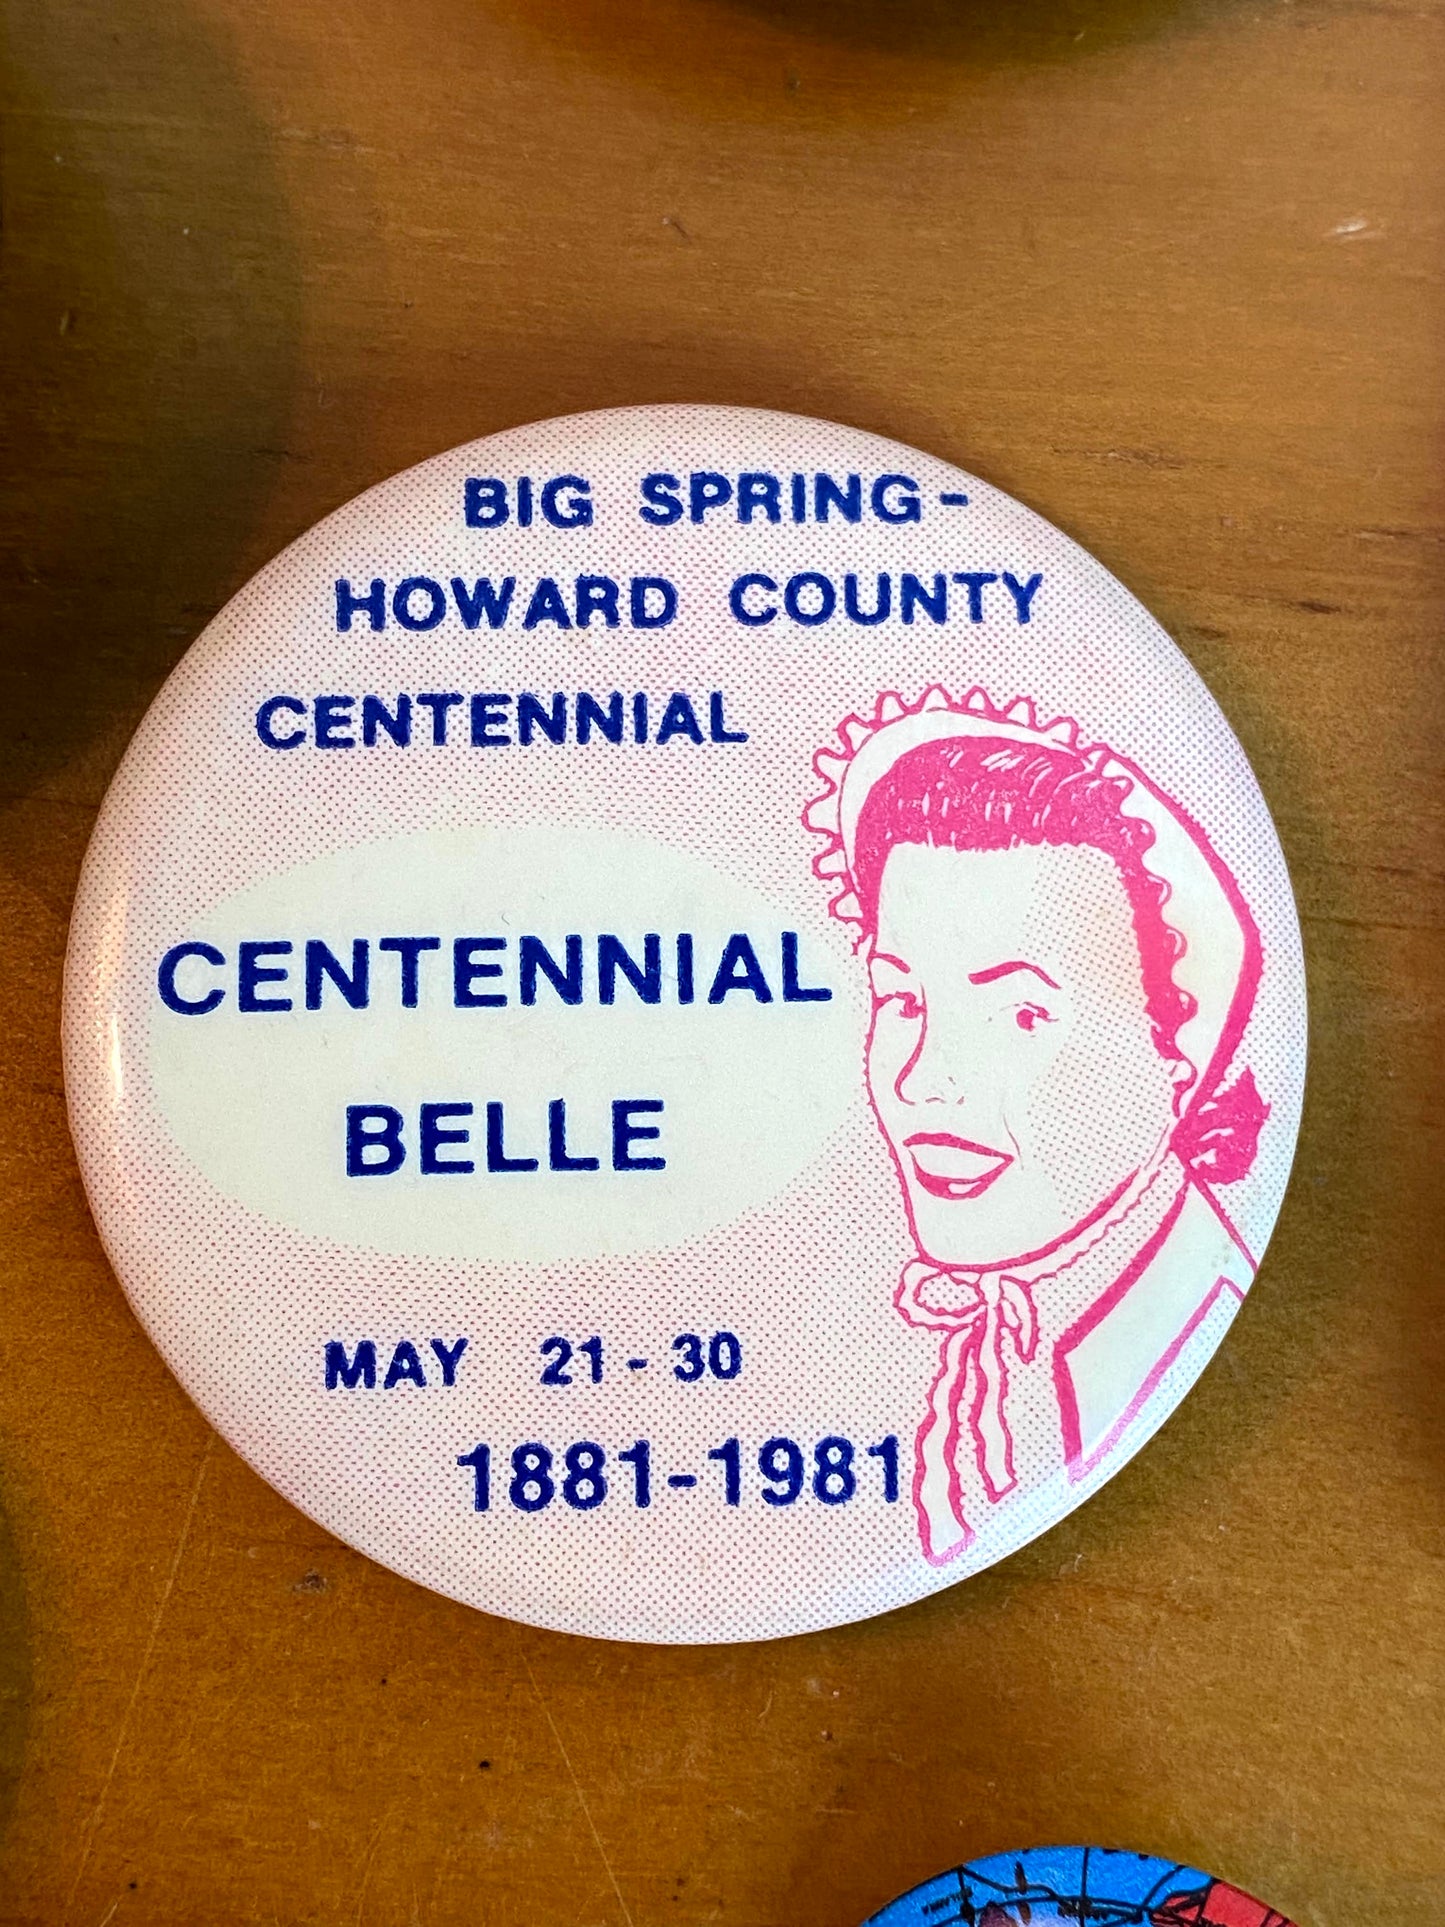 BIG SPRING-
HOWARD COUNTY
CENTENNIAL
CENTENNIAL
BELLE
MAY 21-30
1881-1981